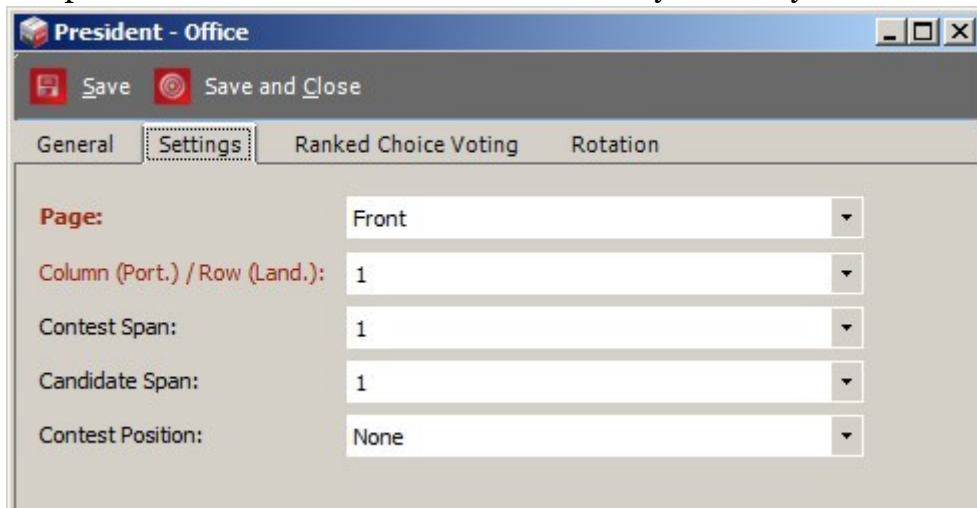 President - Office
Save Save and Close
General Settings Ranked Choice Voting Rotation
Page: Front
Column (Port.) / Row (Land.): 1
Contest Span: 1
Candidate Span: 1
Contest Position: None